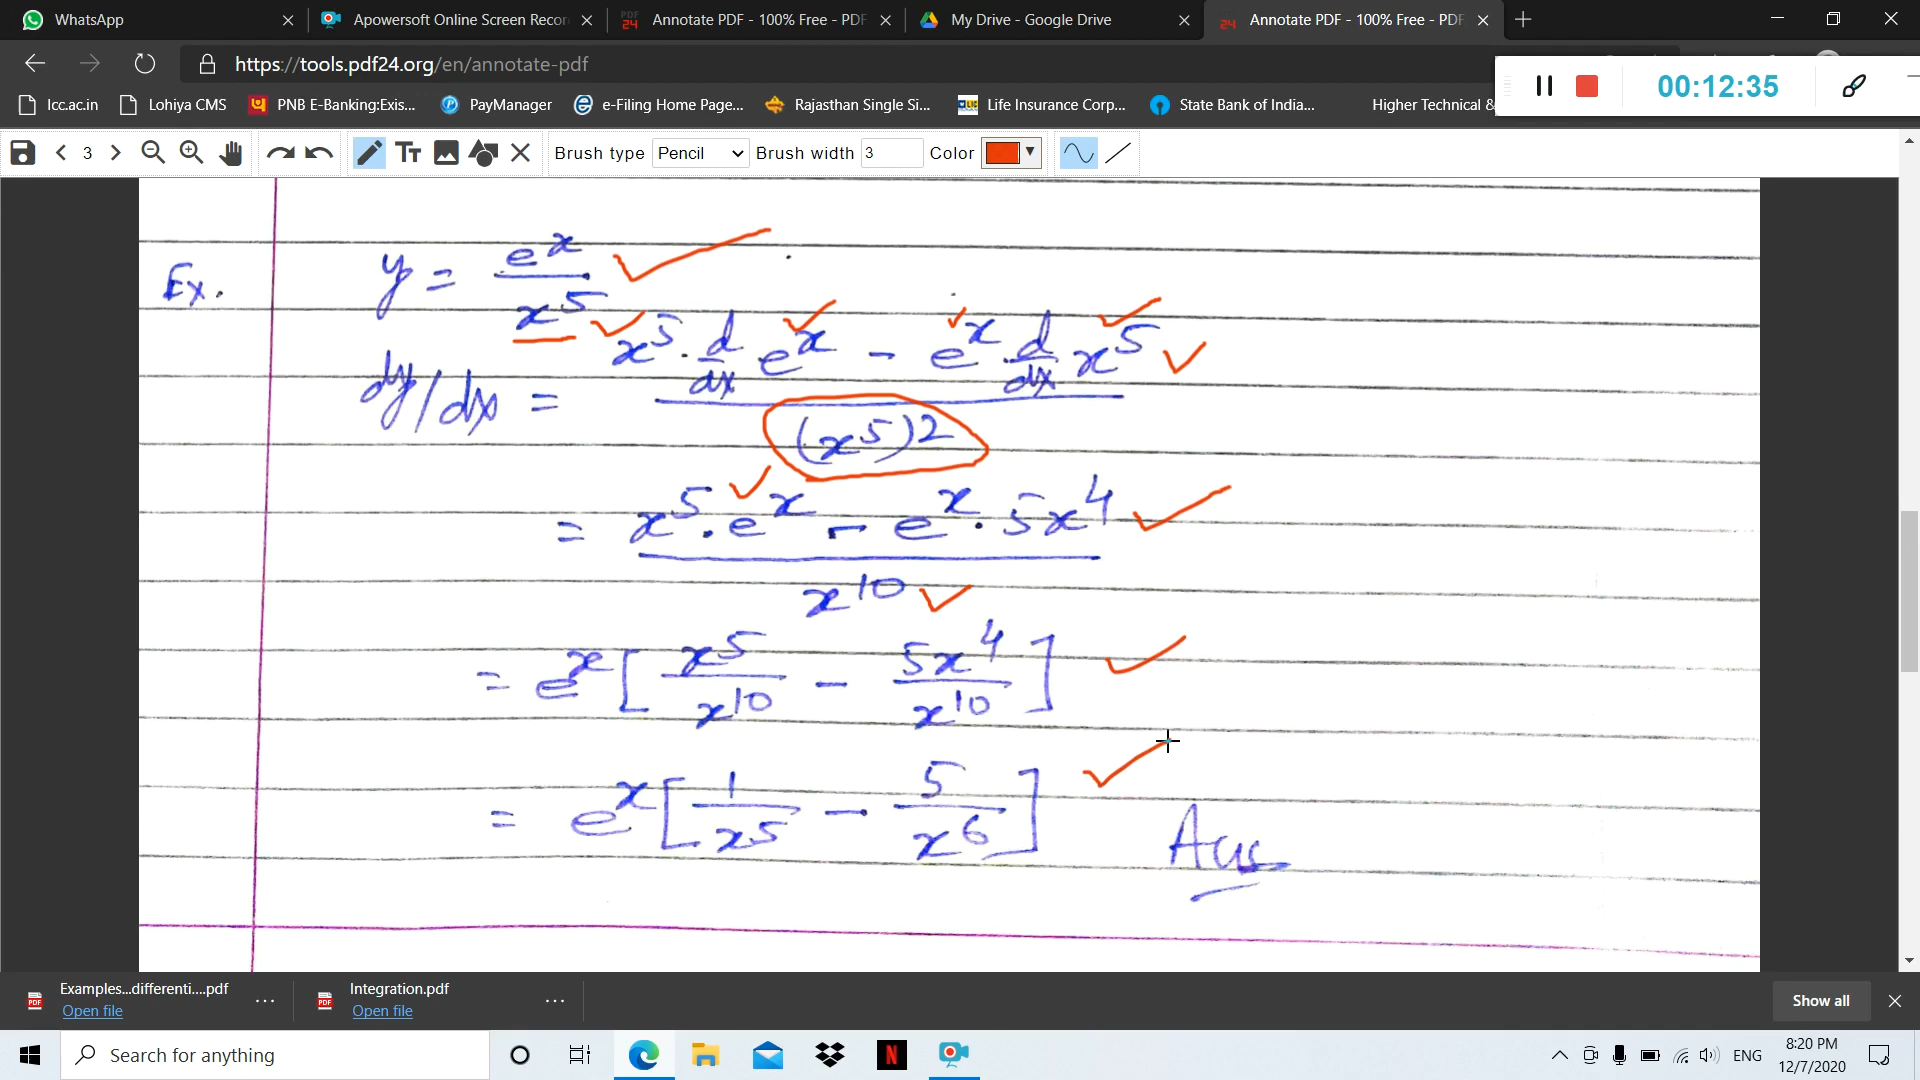 WhatsApp
Apowersoft Online Screen Recor
Annotate PDF - 100% Free - PDF
My Drive - Google Drive
Annotate PDF - 100% Free - PDF
https://tools.pdf24.org/en/annotate-pdf
00:12:35
lcc.ac.in
Lohiya CMS
PNB E-Banking:Exis...
PayManager
e-Filing Home Page...
Rajasthan Single Si...
Life Insurance Corp...
State Bank of India...
Higher Technical &
3
Brush type Pencil Brush width 3 Color
Ex. y = e^x / x^5
dy/dx = x^5 . d/dx e^x - e^x . d/dx x^5 / (x^5)^2
= x^5 . e^x - e^x . 5x^4 / x^10
= e^x [ x^5 / x^10 - 5x^4 / x^10 ]
= e^x [ 1 / x^5 - 5 / x^6 ] Ans
Examples...differenti....pdf
Open file
Integration.pdf
Open file
Show all
Search for anything
ENG
8:20 PM
12/7/2020